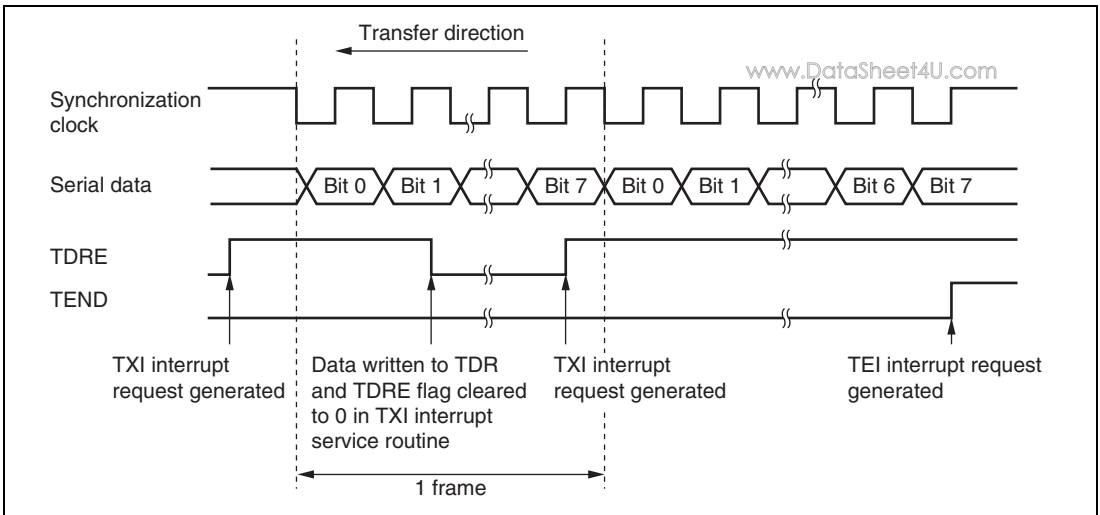 Transfer direction
www.DataSheet4U.com
Synchronization
clock
Serial data
Bit 0 Bit 1 Bit 7 Bit 0 Bit 1 Bit 6 Bit 7
TDRE
TEND
TXI interrupt
request generated
Data written to TDR
and TDRE flag cleared
to 0 in TXI interrupt
service routine
TXI interrupt
request generated
TEI interrupt request
generated
1 frame